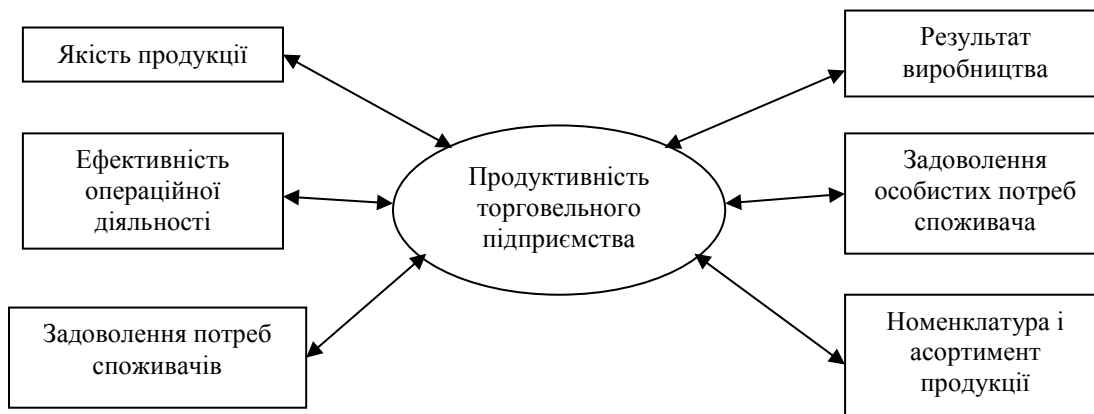 Якість продукції
Ефективність
операційної
діяльності
Задоволення потреб
споживачів
Продуктивність
торговельного
підприємства
Результат
виробництва
Задоволення
особистих потреб
споживача
Номенклатура і
асортимент
продукції